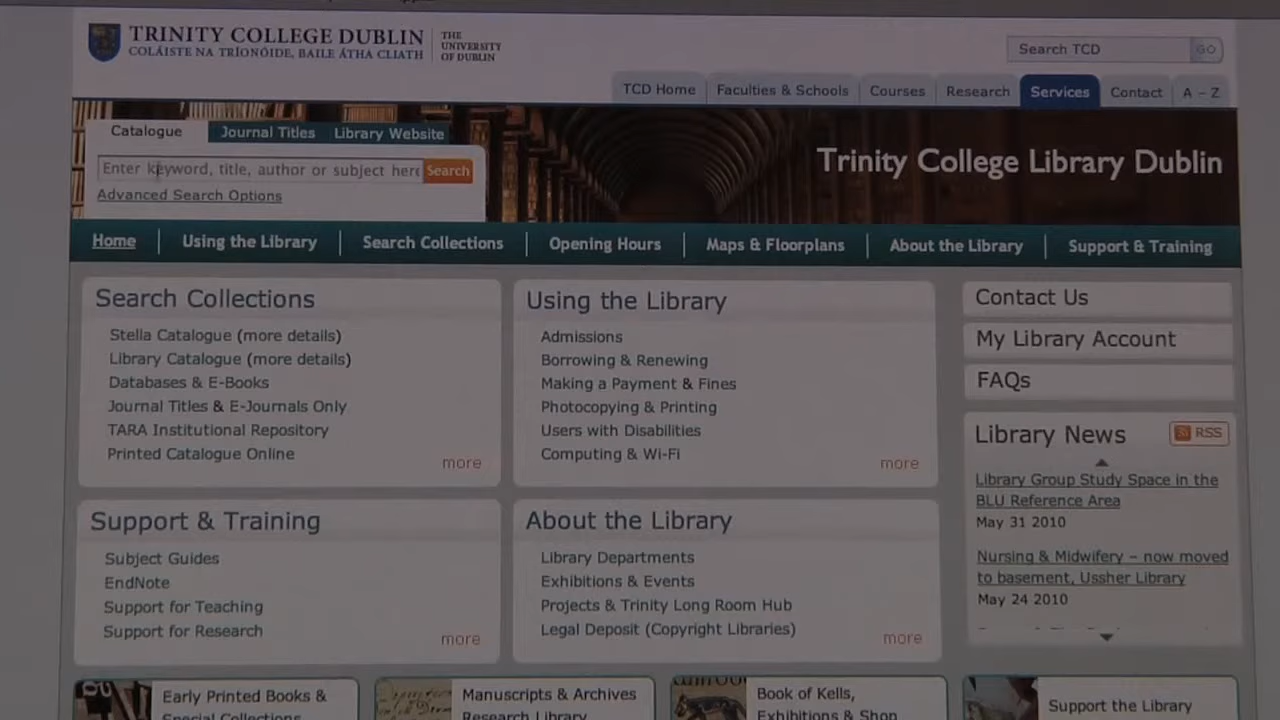 TRINITY COLLEGE DUBLIN
COLÁISTE NA TRÍONÓIDE, BAILE ÁTHA CLIATH
THE
UNIVERSITY
OF DUBLIN
Search TCD
GO
TCD Home
Faculties & Schools
Courses
Research
Services
Contact
A – Z
Catalogue
Journal Titles
Library Website
Enter keyword, title, author or subject here
Search
Advanced Search Options
Trinity College Library Dublin
Home
Using the Library
Search Collections
Opening Hours
Maps & Floorplans
About the Library
Support & Training
Search Collections
Stella Catalogue (more details)
Library Catalogue (more details)
Databases & E-Books
Journal Titles & E-Journals Only
TARA Institutional Repository
Printed Catalogue Online
more
Using the Library
Admissions
Borrowing & Renewing
Making a Payment & Fines
Photocopying & Printing
Users with Disabilities
Computing & Wi-Fi
more
Contact Us
My Library Account
FAQs
Library News
RSS
Library Group Study Space in the
BLU Reference Area
May 31 2010
Nursing & Midwifery – now moved
to basement, Ussher Library
May 24 2010
Support & Training
Subject Guides
EndNote
Support for Teaching
Support for Research
more
About the Library
Library Departments
Exhibitions & Events
Projects & Trinity Long Room Hub
Legal Deposit (Copyright Libraries)
more
Early Printed Books &
Special Collections
Manuscripts & Archives
Research Library
Book of Kells,
Exhibitions & Shop
Support the Library